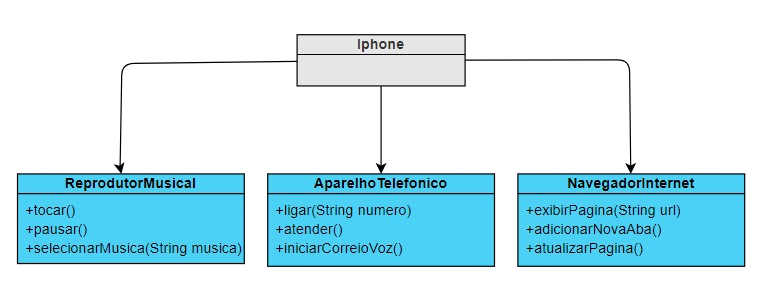 Iphone
ReprodutorMusical
+tocar()
+pausar()
+selecionarMusica(String musica)
AparelhoTelefonico
+ligar(String numero)
+atender()
+iniciarCorreioVoz()
NavegadorInternet
+exibirPagina(String url)
+adicionarNovaAba()
+atualizarPagina()